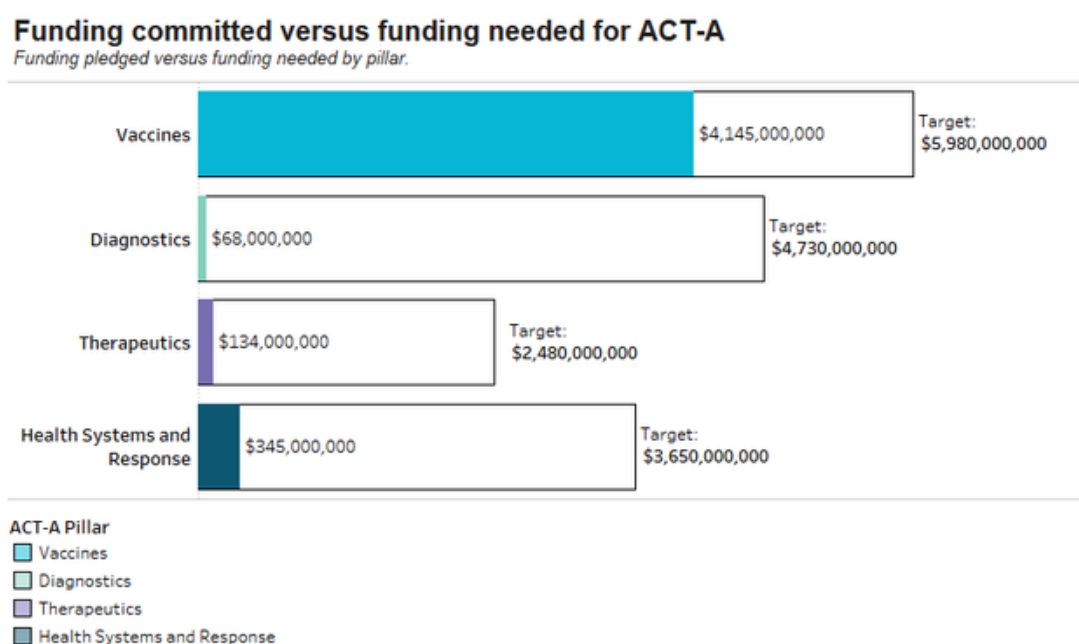 Funding committed versus funding needed for ACT-A
Funding pledged versus funding needed by pillar.
Vaccines
$4,145,000,000
Target:
$5,980,000,000
Diagnostics
$68,000,000
Target:
$4,730,000,000
Therapeutics
$134,000,000
Target:
$2,480,000,000
Health Systems and
Response
$345,000,000
Target:
$3,650,000,000
ACT-A Pillar
Vaccines
Diagnostics
Therapeutics
Health Systems and Response